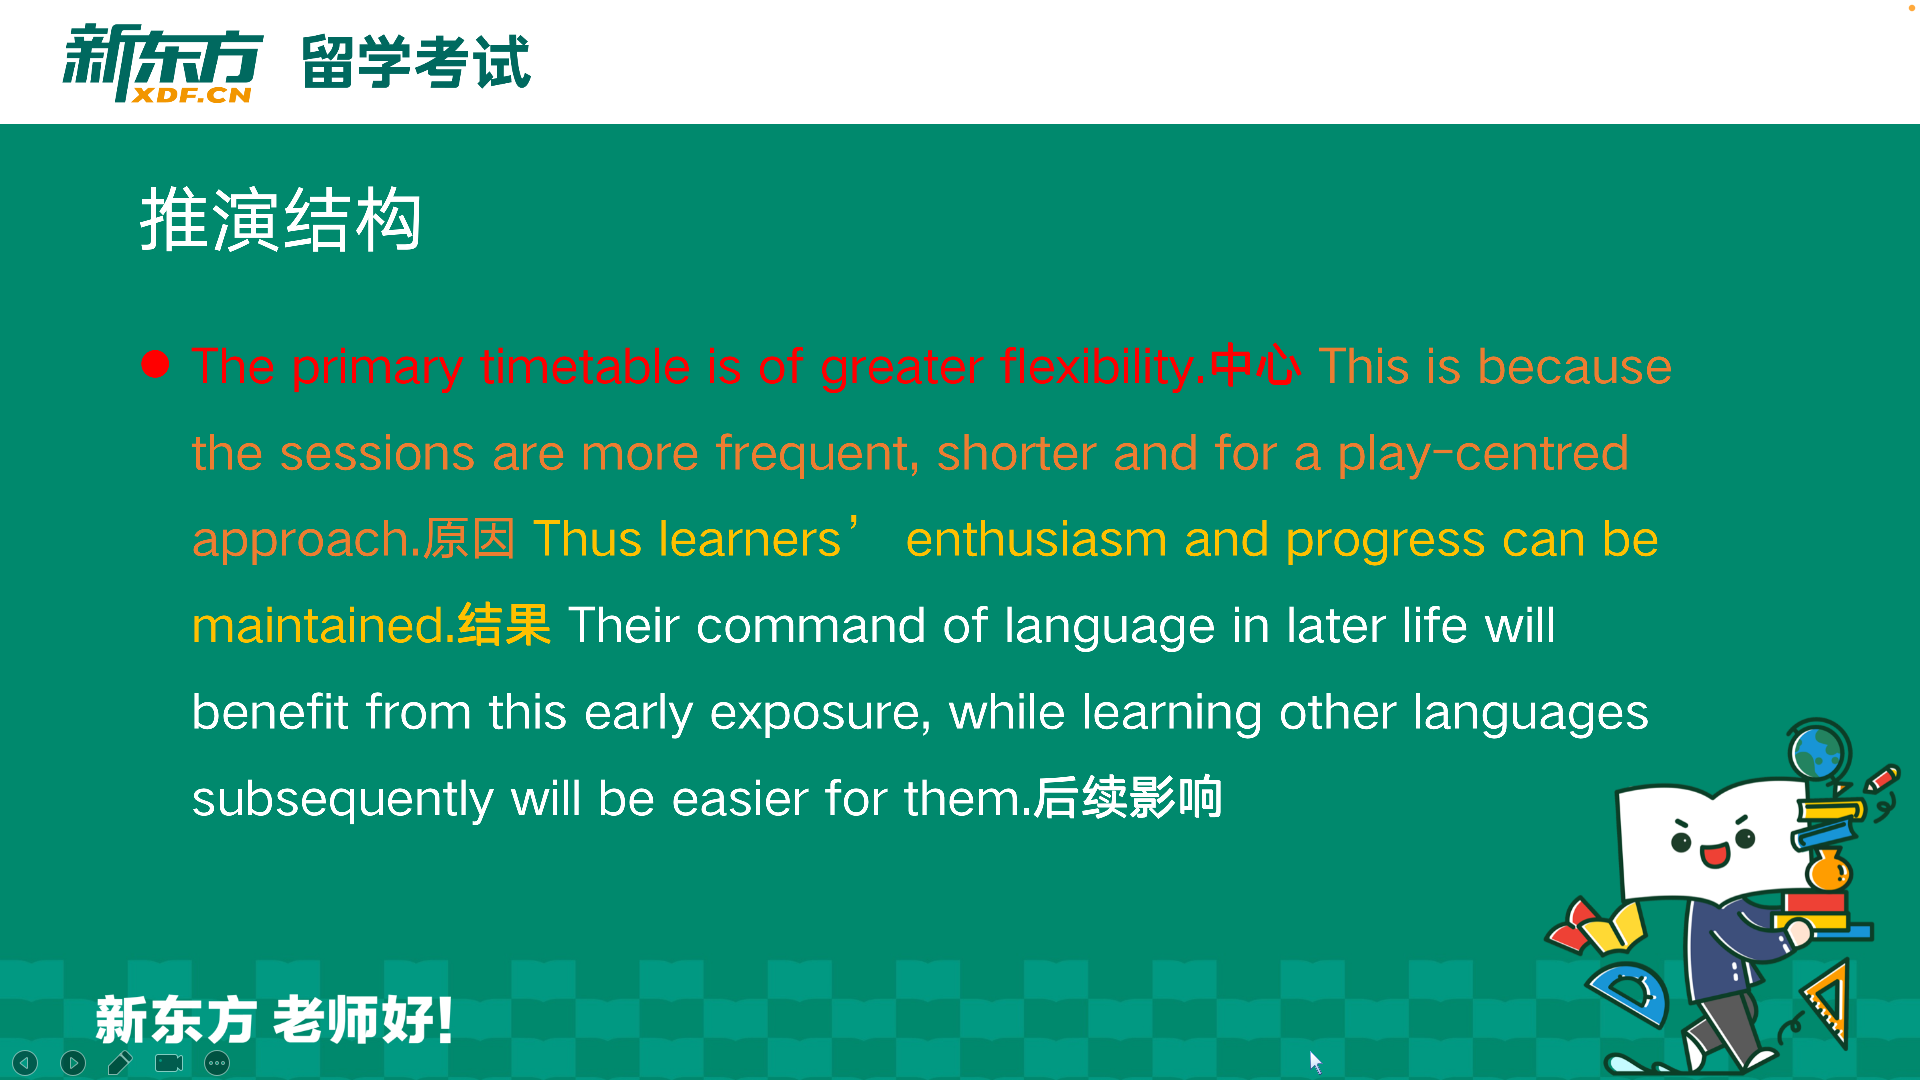 新东方 留学考试
XDF.CN
推演结构
The primary timetable is of greater flexibility.中心 This is because
the sessions are more frequent, shorter and for a play-centred
approach.原因 Thus learners’ enthusiasm and progress can be
maintained.结果 Their command of language in later life will
benefit from this early exposure, while learning other languages
subsequently will be easier for them.后续影响
新东方 老师好!